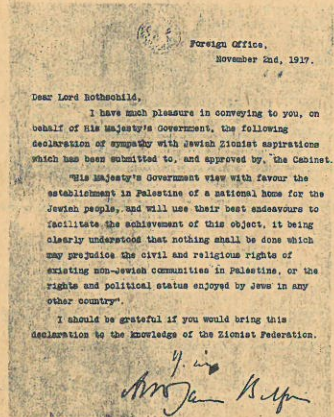 Foreign Office,
November 2nd, 1917.
Dear Lord Rothschild,
I have much pleasure in conveying to you, on
behalf of His Majesty's Government, the following
declaration of sympathy with Jewish Zionist aspirations
which has been submitted to, and approved by, the Cabinet.
"His Majesty's Government view with favour the
establishment in Palestine of a national home for the
Jewish people, and will use their best endeavours to
facilitate the achievement of this object, it being
clearly understood that nothing shall be done which
may prejudice the civil and religious rights of
existing non-Jewish communities in Palestine, or the
rights and political status enjoyed by Jews in any
other country".
I should be grateful if you would bring this
declaration to the knowledge of the Zionist Federation.